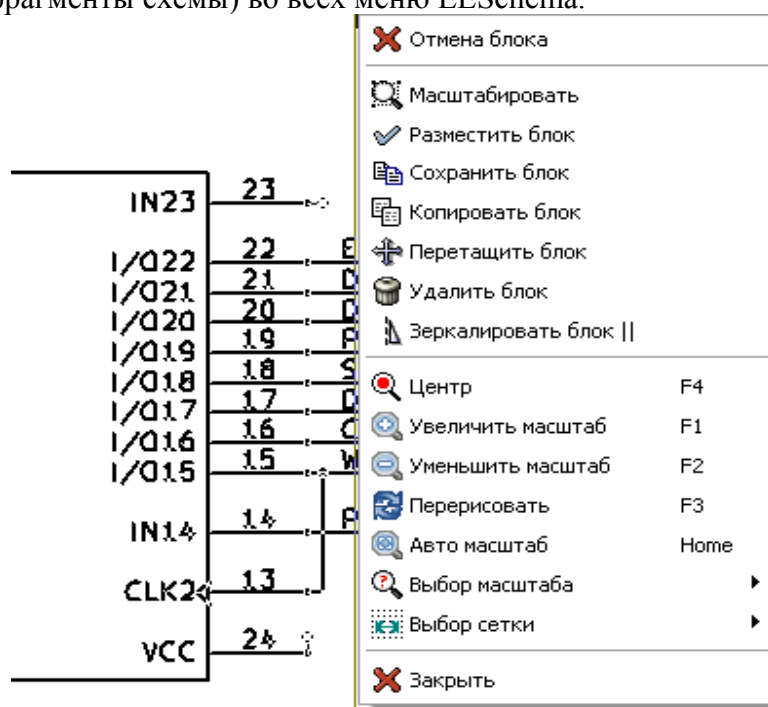 фрагменты схемы) во всех меню EESchema.
Отмена блока
Масштабировать
Разместить блок
Сохранить блок
Копировать блок
Перетащить блок
Удалить блок
Зеркалировать блок ||
Центр F4
Увеличить масштаб F1
Уменьшить масштаб F2
Перерисовать F3
Авто масштаб Home
Выбор масштаба
Выбор сетки
Закрыть
IN23 23
I/O22 22 E
I/O21 21 D
I/O20 20 D
I/O19 19 P
I/O18 18 S
I/O17 17 D
I/O16 16 C
I/O15 15 W
IN14 14 A
CLK2 13
VCC 24